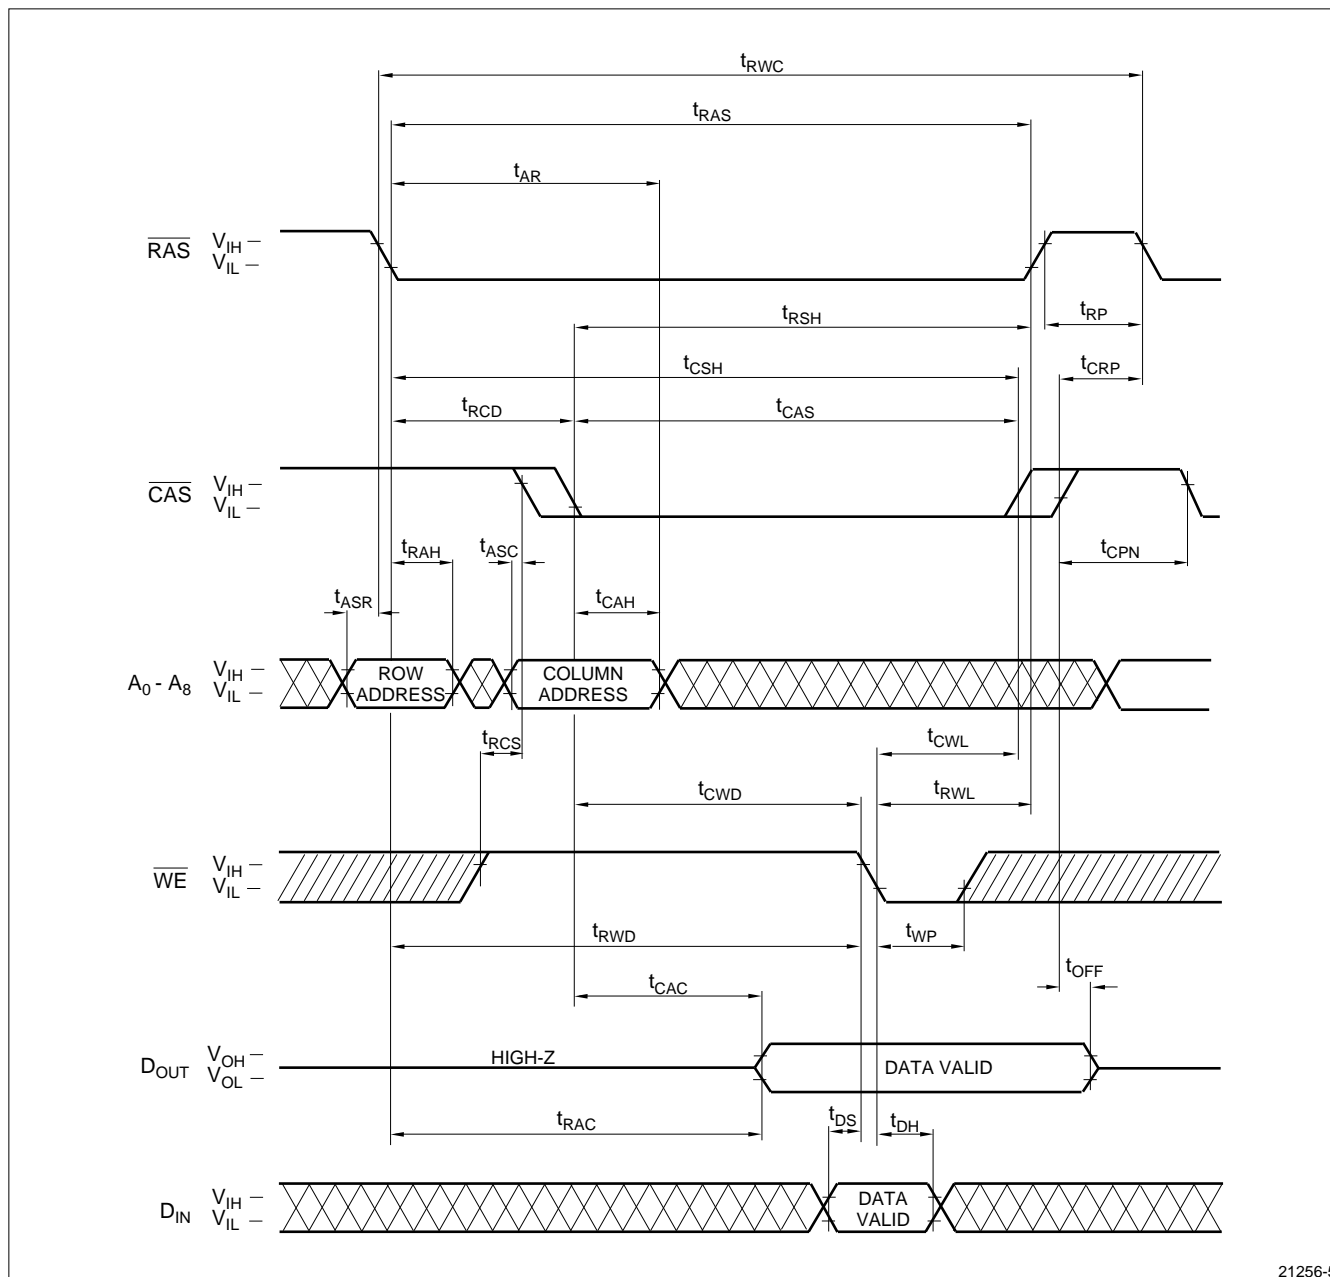 tRWC
tRAS
tAR
RAS VIH
VIL
tRSH
tRP
tCSH
tCRP
tRCD
tCAS
CAS VIH
VIL
tRAH
tASC
tCPN
tASR
tCAH
A0 - A8 VIH
VIL
ROW
ADDRESS
COLUMN
ADDRESS
tRCS
tCWL
tCWD
tRWL
WE VIH
VIL
tRWD
tWP
tCAC
tOFF
DOUT VOH
VOL
HIGH-Z
DATA VALID
tRAC
tDS
tDH
DIN VIH
VIL
DATA
VALID